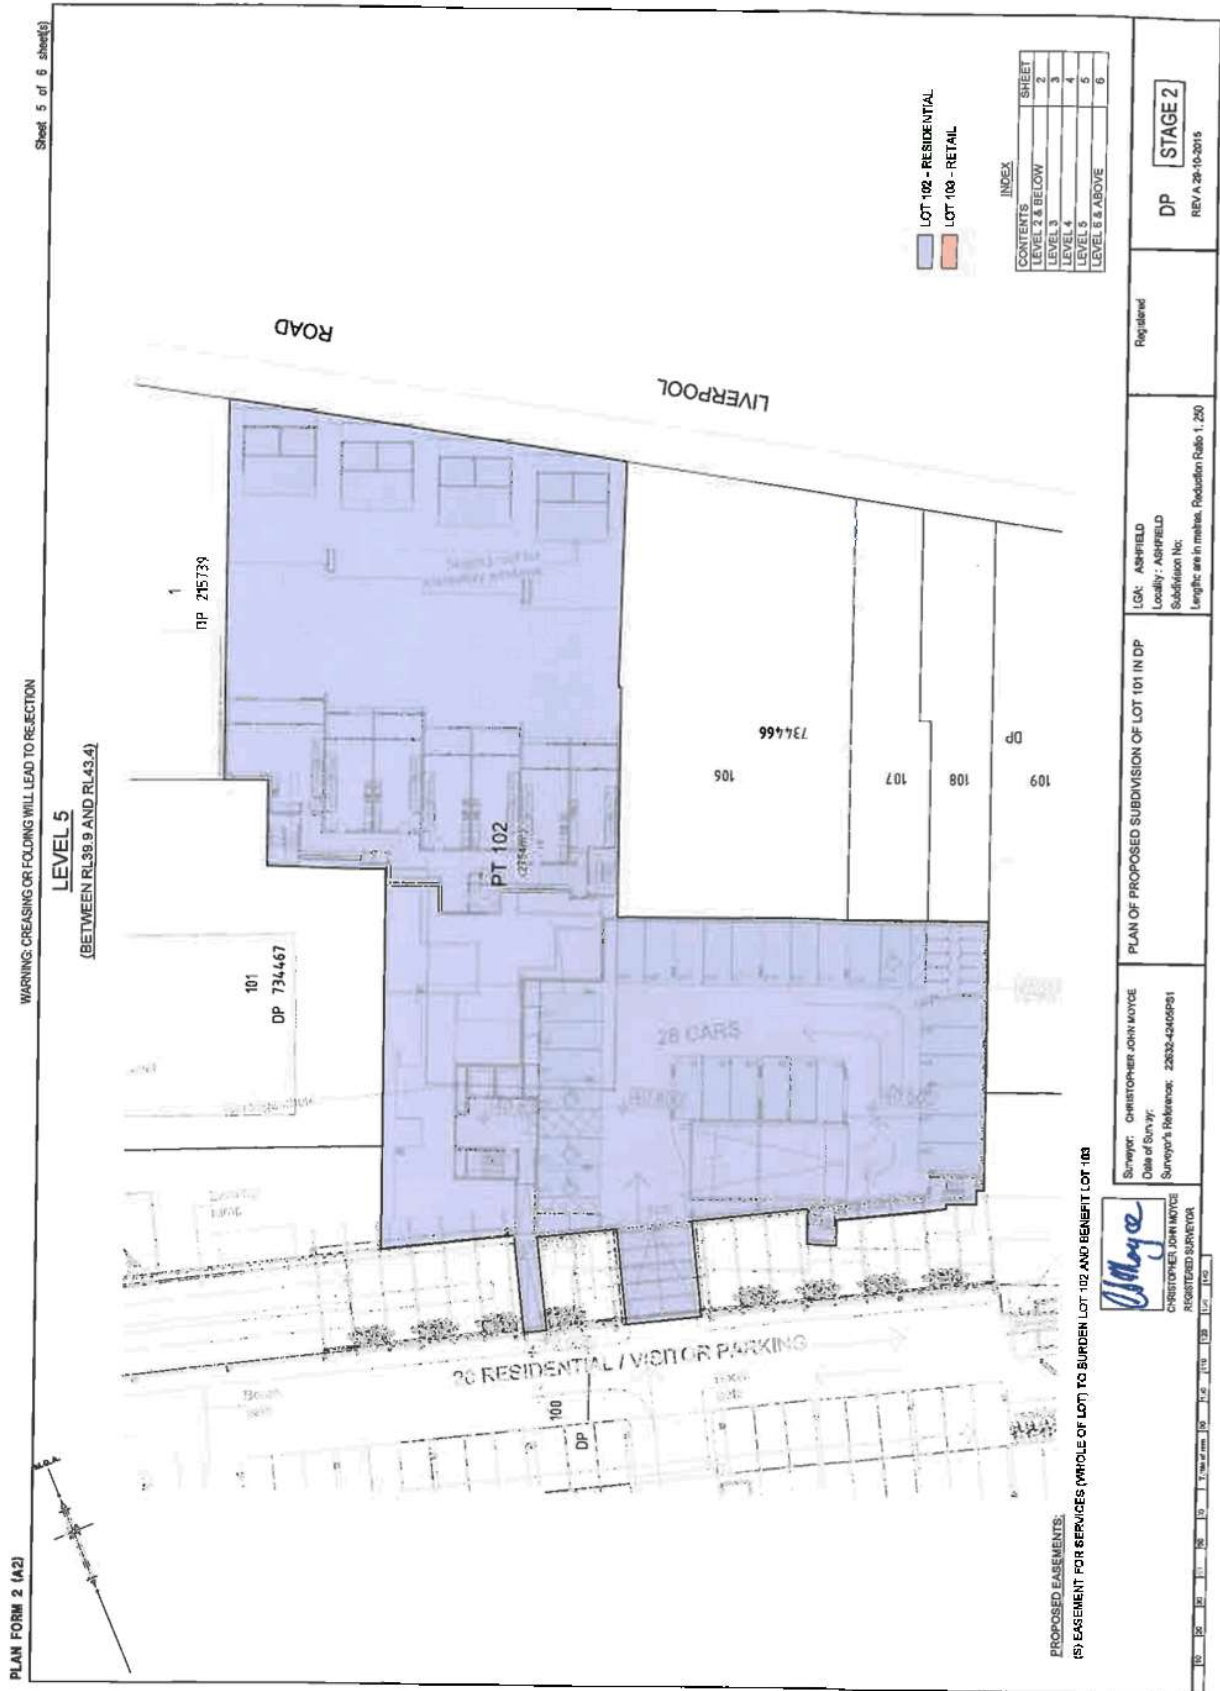 PLAN FORM 2 (A2)
WARNING: CREASING OR FOLDING WILL LEAD TO REJECTION
Sheet 5 of 6 sheet(s)
LEVEL 5
(BETWEEN RL39.9 AND RL43.4)
1
DP 215739
101
DP 734467
ROAD
LIVERPOOL
PT 102
28 CARS
106
734466
107
108
DP
109
RESIDENTIAL / VISITOR PARKING
100
DP
LOT 102 - RESIDENTIAL
LOT 103 - RETAIL
INDEX
CONTENTS SHEET
LEVEL 2 & BELOW 2
LEVEL 3 3
LEVEL 4 4
LEVEL 5 5
LEVEL 6 & ABOVE 6
PROPOSED EASEMENTS:
(S) EASEMENT FOR SERVICES (WHOLE OF LOT) TO BURDEN LOT 102 AND BENEFIT LOT 103
CHRISTOPHER JOHN MOYCE
REGISTERED SURVEYOR
Surveyor: CHRISTOPHER JOHN MOYCE
Date of Survey:
Surveyor's Reference: 22632-42405PS1
PLAN OF PROPOSED SUBDIVISION OF LOT 101 IN DP
LGA: ASHFIELD
Locality: ASHFIELD
Subdivision No:
Lengths are in metres. Reduction Ratio 1: 250
Registered
DP STAGE 2
REV A 29-10-2015